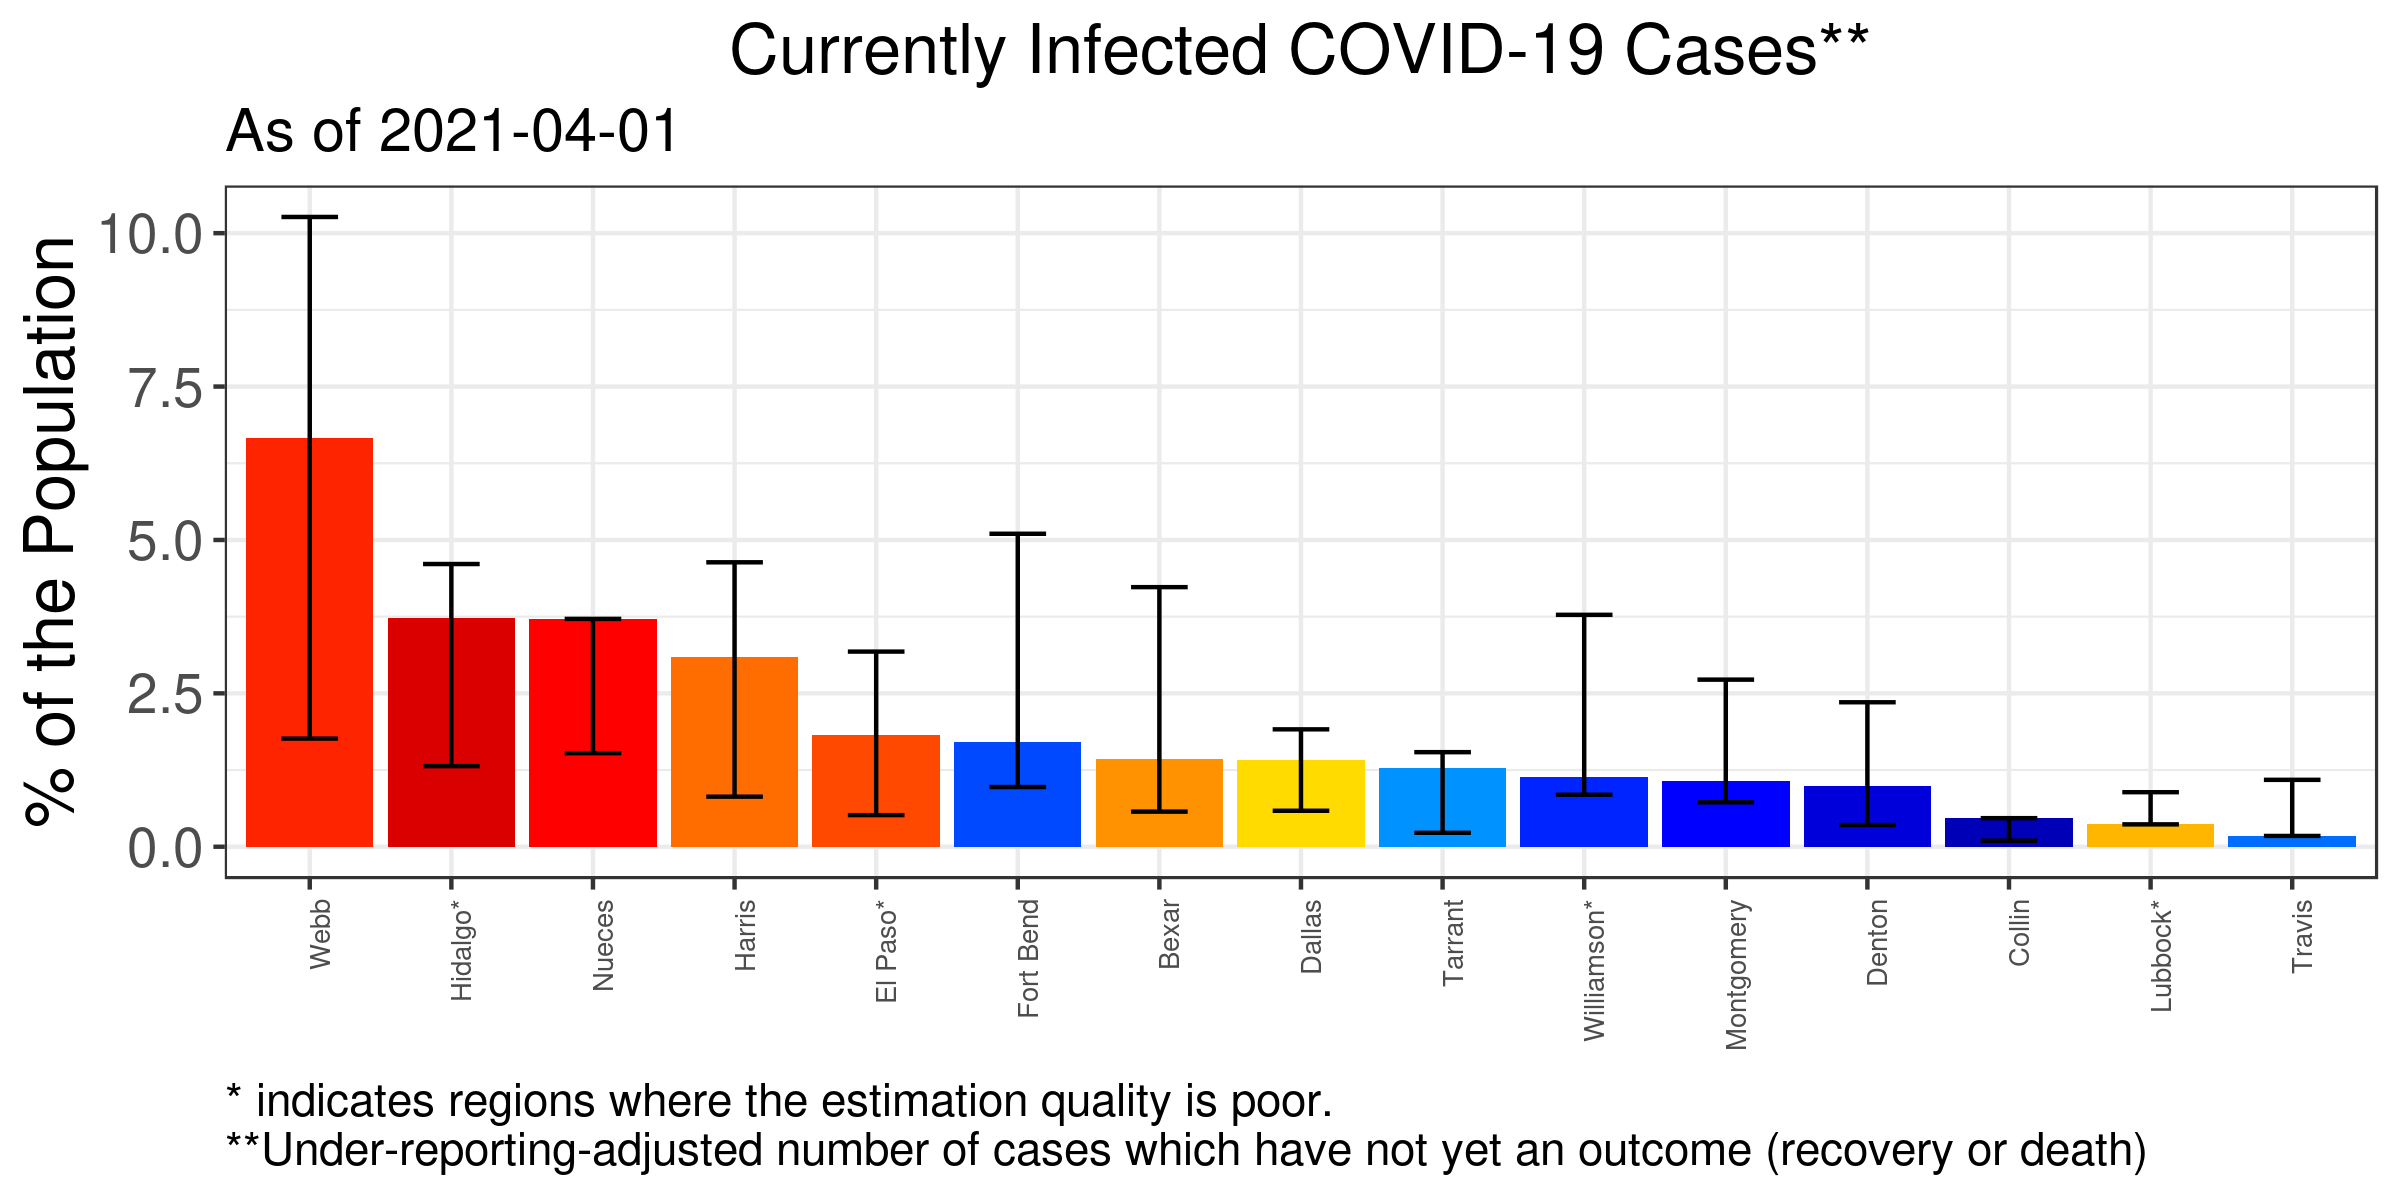 Currently Infected COVID-19 Cases**
As of 2021-04-01
% of the Population
10.0
7.5
5.0
2.5
0.0
Webb
Hidalgo*
Nueces
Harris
El Paso*
Fort Bend
Bexar
Dallas
Tarrant
Williamson*
Montgomery
Denton
Collin
Lubbock*
Travis
* indicates regions where the estimation quality is poor.
**Under-reporting-adjusted number of cases which have not yet an outcome (recovery or death)